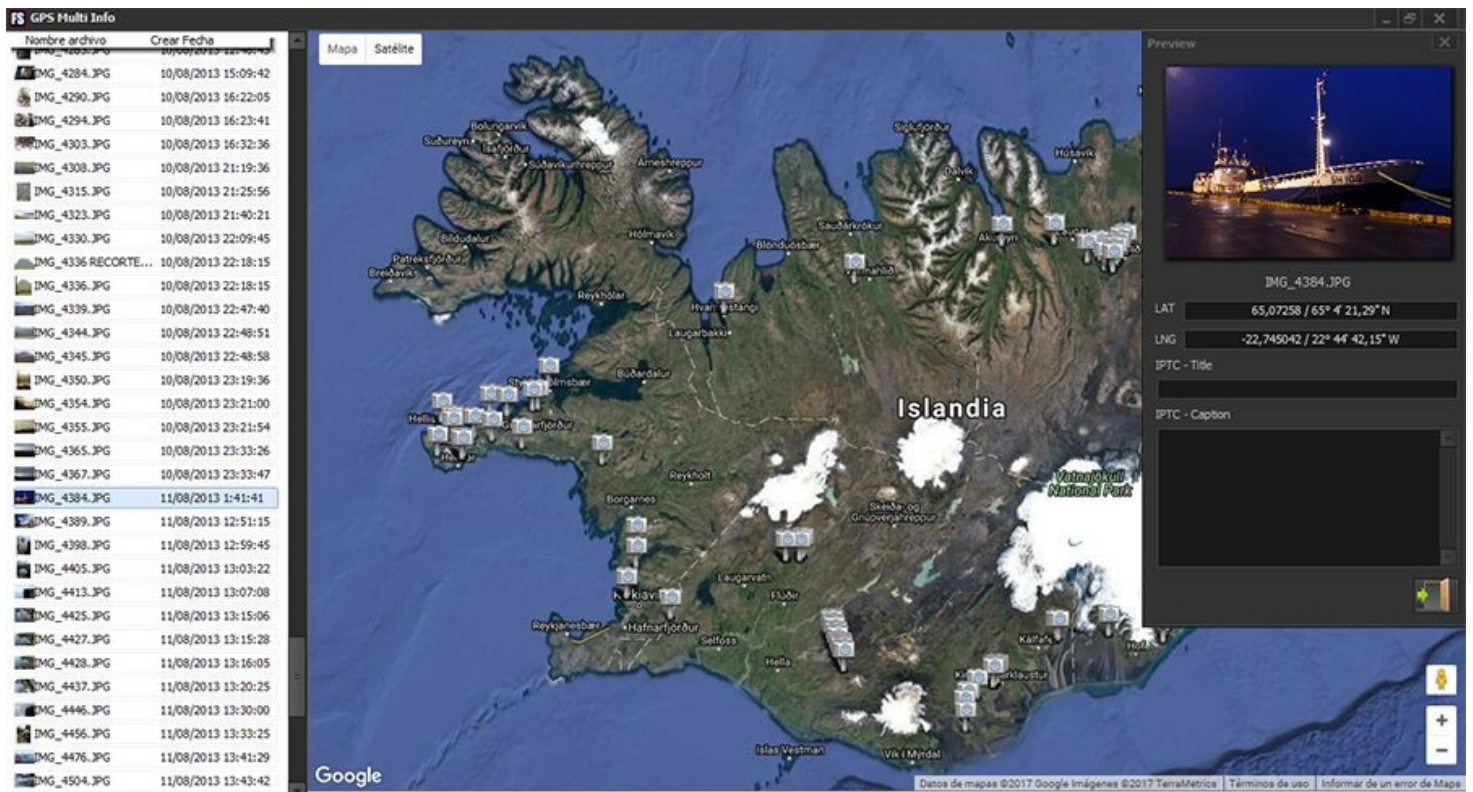 FS GPS Multi Info
Nombre archivo Crear Fecha
IMG_4283.JPG 10/08/2013 12:48:45
IMG_4284.JPG 10/08/2013 15:09:42
IMG_4290.JPG 10/08/2013 16:22:05
IMG_4294.JPG 10/08/2013 16:23:41
IMG_4303.JPG 10/08/2013 16:32:36
IMG_4308.JPG 10/08/2013 21:19:36
IMG_4315.JPG 10/08/2013 21:25:56
IMG_4323.JPG 10/08/2013 21:40:21
IMG_4330.JPG 10/08/2013 22:09:45
IMG_4336 RECORTE... 10/08/2013 22:18:15
IMG_4336.JPG 10/08/2013 22:18:15
IMG_4339.JPG 10/08/2013 22:47:40
IMG_4344.JPG 10/08/2013 22:48:51
IMG_4345.JPG 10/08/2013 22:48:58
IMG_4350.JPG 10/08/2013 23:19:36
IMG_4354.JPG 10/08/2013 23:21:00
IMG_4355.JPG 10/08/2013 23:21:54
IMG_4365.JPG 10/08/2013 23:33:26
IMG_4367.JPG 10/08/2013 23:33:47
IMG_4384.JPG 11/08/2013 1:41:41
IMG_4389.JPG 11/08/2013 12:51:15
IMG_4398.JPG 11/08/2013 12:59:45
IMG_4405.JPG 11/08/2013 13:03:22
IMG_4413.JPG 11/08/2013 13:07:08
IMG_4425.JPG 11/08/2013 13:15:06
IMG_4427.JPG 11/08/2013 13:15:28
IMG_4428.JPG 11/08/2013 13:16:05
IMG_4437.JPG 11/08/2013 13:20:25
IMG_4446.JPG 11/08/2013 13:30:00
IMG_4456.JPG 11/08/2013 13:33:25
IMG_4476.JPG 11/08/2013 13:41:29
IMG_4504.JPG 11/08/2013 13:43:42
Mapa Satélite
Bolungarvik
Suðureyri
Ísafjörður
Súðavíkurhreppur
Árneshreppur
Siglufjörður
Húsavík
Dalvík
Bíldudalur
Hólmavík
Sauðárkrókur
Blönduósbær
Patreksfjörður
Breiðavík
Reykhólar
Laugarbakki
Búðardalur
Islandia
Reykholt
Borgarnes
Vatnajökull
National Park
Skeiða- og
Gnúpverjahreppur
Laugarvatn
Flúðir
Reykjanesbær
Hafnarfjörður
Selfoss
Hella
Islas Vestman
Vik í Mýrdal
Google
Datos de mapas ©2017 Google Imágenes ©2017 TerraMetrics Términos de uso Informar de un error de Maps
Preview
SH 104
IMG_4384.JPG
LAT 65,07258 / 65° 4' 21,29" N
LNG -22,745042 / 22° 44' 42,15" W
IPTC - Title
IPTC - Caption